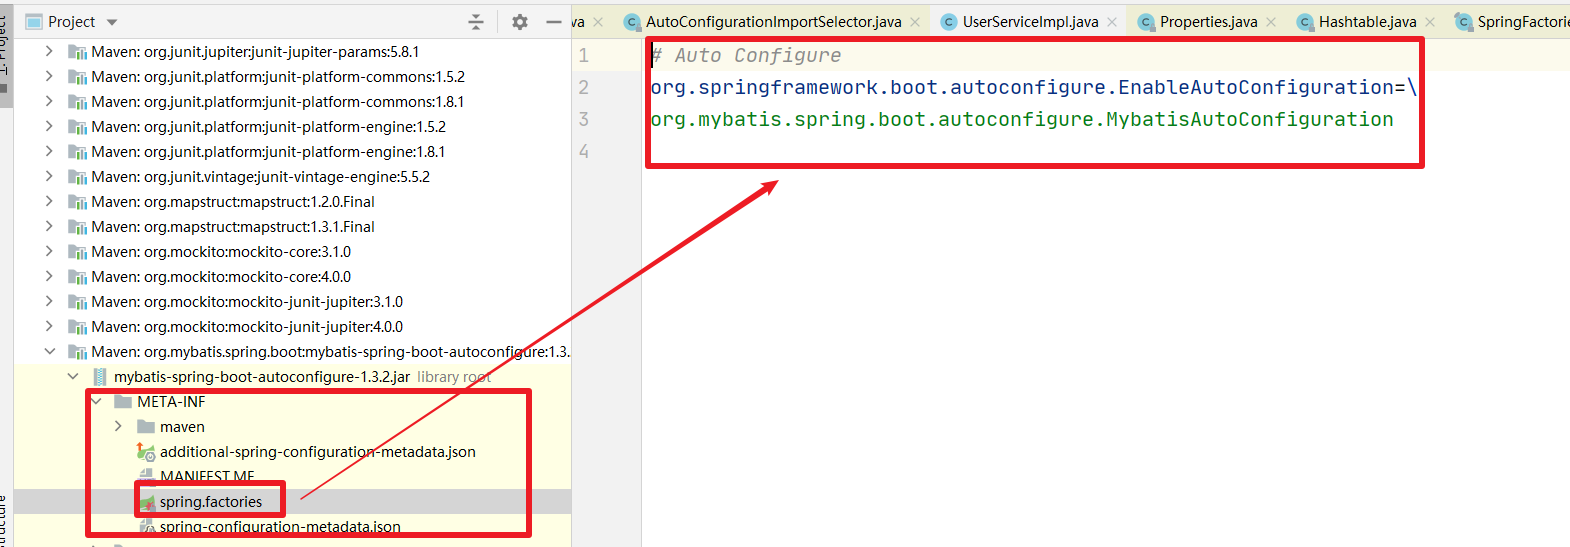 Project
Project
va
AutoConfigurationImportSelector.java
UserServiceImpl.java
Properties.java
Hashtable.java
SpringFactorie
Maven: org.junit.jupiter:junit-jupiter-params:5.8.1
Maven: org.junit.platform:junit-platform-commons:1.5.2
Maven: org.junit.platform:junit-platform-commons:1.8.1
Maven: org.junit.platform:junit-platform-engine:1.5.2
Maven: org.junit.platform:junit-platform-engine:1.8.1
Maven: org.junit.vintage:junit-vintage-engine:5.5.2
Maven: org.mapstruct:mapstruct:1.2.0.Final
Maven: org.mapstruct:mapstruct:1.3.1.Final
Maven: org.mockito:mockito-core:3.1.0
Maven: org.mockito:mockito-core:4.0.0
Maven: org.mockito:mockito-junit-jupiter:3.1.0
Maven: org.mockito:mockito-junit-jupiter:4.0.0
Maven: org.mybatis.spring.boot:mybatis-spring-boot-autoconfigure:1.3.
mybatis-spring-boot-autoconfigure-1.3.2.jar library root
META-INF
maven
additional-spring-configuration-metadata.json
MANIFEST.MF
spring.factories
spring-configuration-metadata.json
ructure
1 # Auto Configure
2 org.springframework.boot.autoconfigure.EnableAutoConfiguration=\
3 org.mybatis.spring.boot.autoconfigure.MybatisAutoConfiguration
4